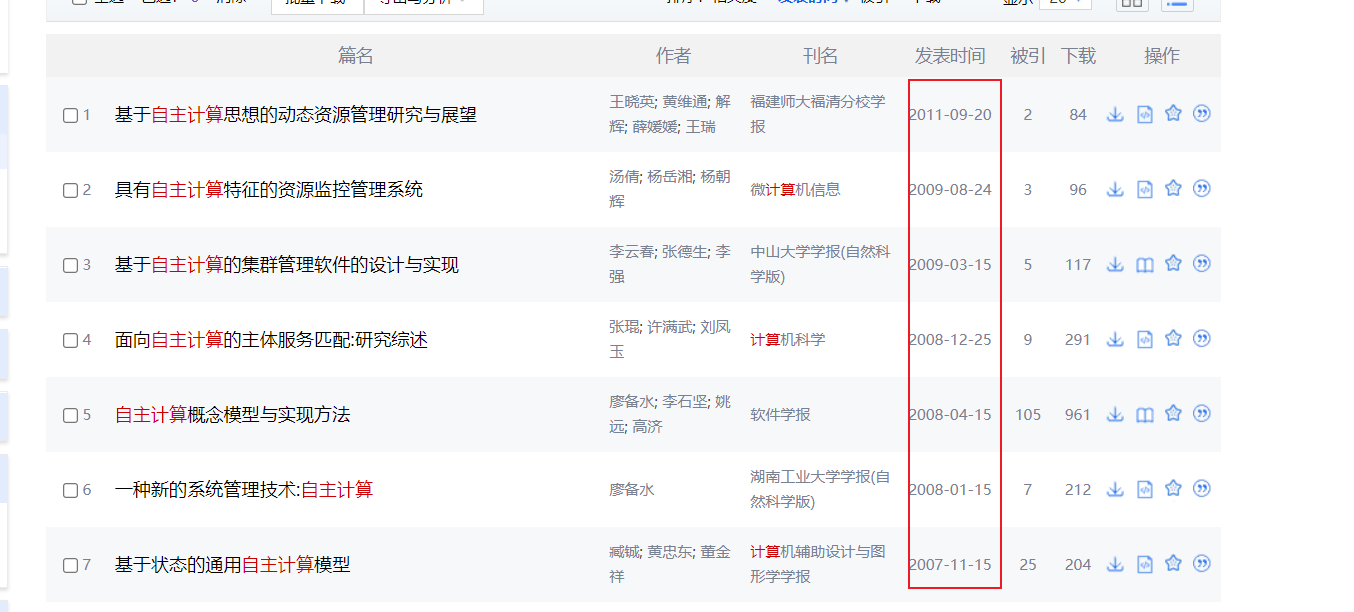 篇名 作者 刊名 发表时间 被引 下载 操作
1 基于自主计算思想的动态资源管理研究与展望 王晓英; 黄维通; 解 福建师大福清分校学 2011-09-20 2 84
辉; 薛媛媛; 王瑞 报
2 具有自主计算特征的资源监控管理系统 汤倩; 杨岳湘; 杨朝 微计算机信息 2009-08-24 3 96
辉
3 基于自主计算的集群管理软件的设计与实现 李云春; 张德生; 李 中山大学学报(自然科 2009-03-15 5 117
强 学版)
4 面向自主计算的主体服务匹配:研究综述 张琨; 许满武; 刘凤 计算机科学 2008-12-25 9 291
玉
5 自主计算概念模型与实现方法 廖备水; 李石坚; 姚 软件学报 2008-04-15 105 961
远; 高济
6 一种新的系统管理技术:自主计算 廖备水 湖南工业大学学报(自 2008-01-15 7 212
然科学版)
7 基于状态的通用自主计算模型 臧铖; 黄忠东; 董金 计算机辅助设计与图 2007-11-15 25 204
祥 形学学报